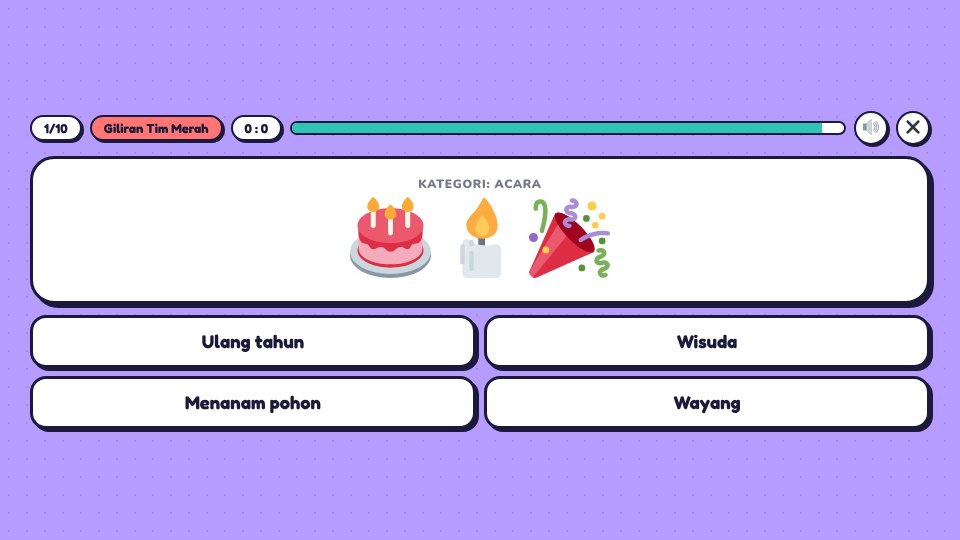 1/10
Giliran Tim Merah
0 : 0
KATEGORI: ACARA
Ulang tahun
Wisuda
Menanam pohon
Wayang